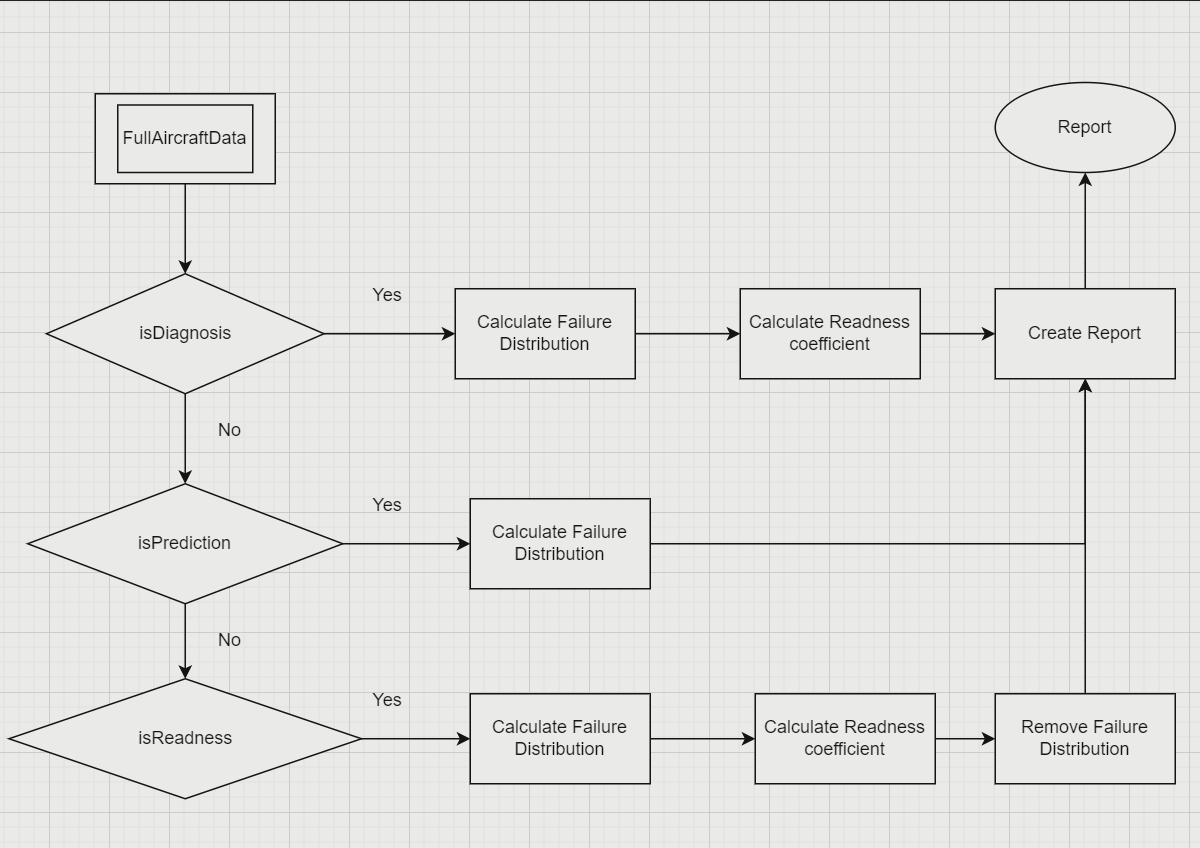 FullAircraftData
Report
isDiagnosis
Yes
Calculate Failure
Distribution
Calculate Readness
coefficient
Create Report
No
isPrediction
Yes
Calculate Failure
Distribution
No
isReadness
Yes
Calculate Failure
Distribution
Calculate Readness
coefficient
Remove Failure
Distribution